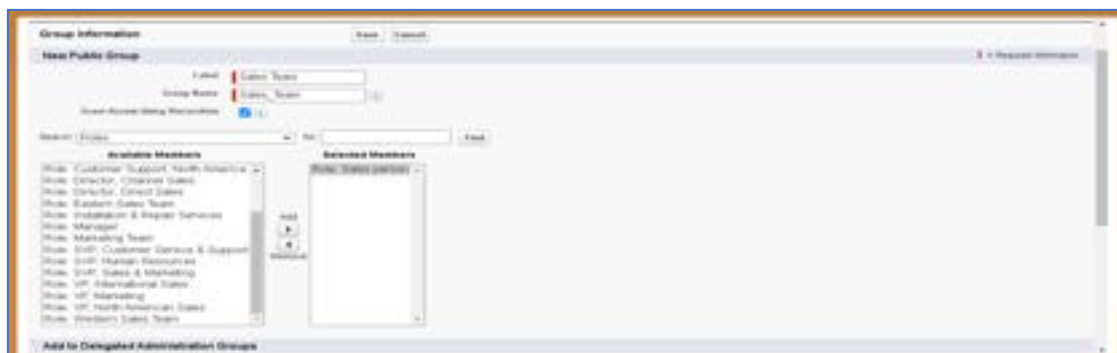 Group Information Save Cancel
New Public Group = Required Information
Label Sales Team
Group Name Sales_Team
Grant Access Using Hierarchies
Search: Roles for: Find
Available Members Selected Members
Role: Customer Support, North America Role: Sales person
Role: Director, Channel Sales
Role: Director, Direct Sales
Role: Eastern Sales Team
Role: Installation & Repair Services
Role: Manager
Role: Marketing Team
Role: SVP, Customer Service & Support
Role: SVP, Human Resources
Role: SVP, Sales & Marketing
Role: VP, International Sales
Role: VP, Marketing
Role: VP, North American Sales
Role: Western Sales Team
Add
Remove
Add to Delegated Administration Groups